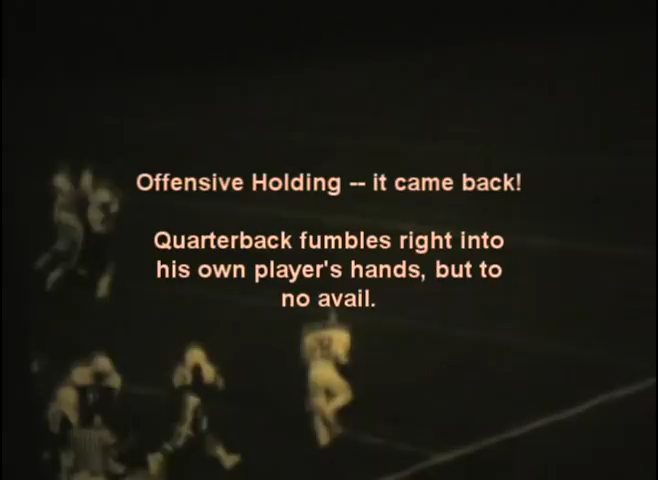 Offensive Holding -- it came back!
Quarterback fumbles right into
his own player's hands, but to
no avail.